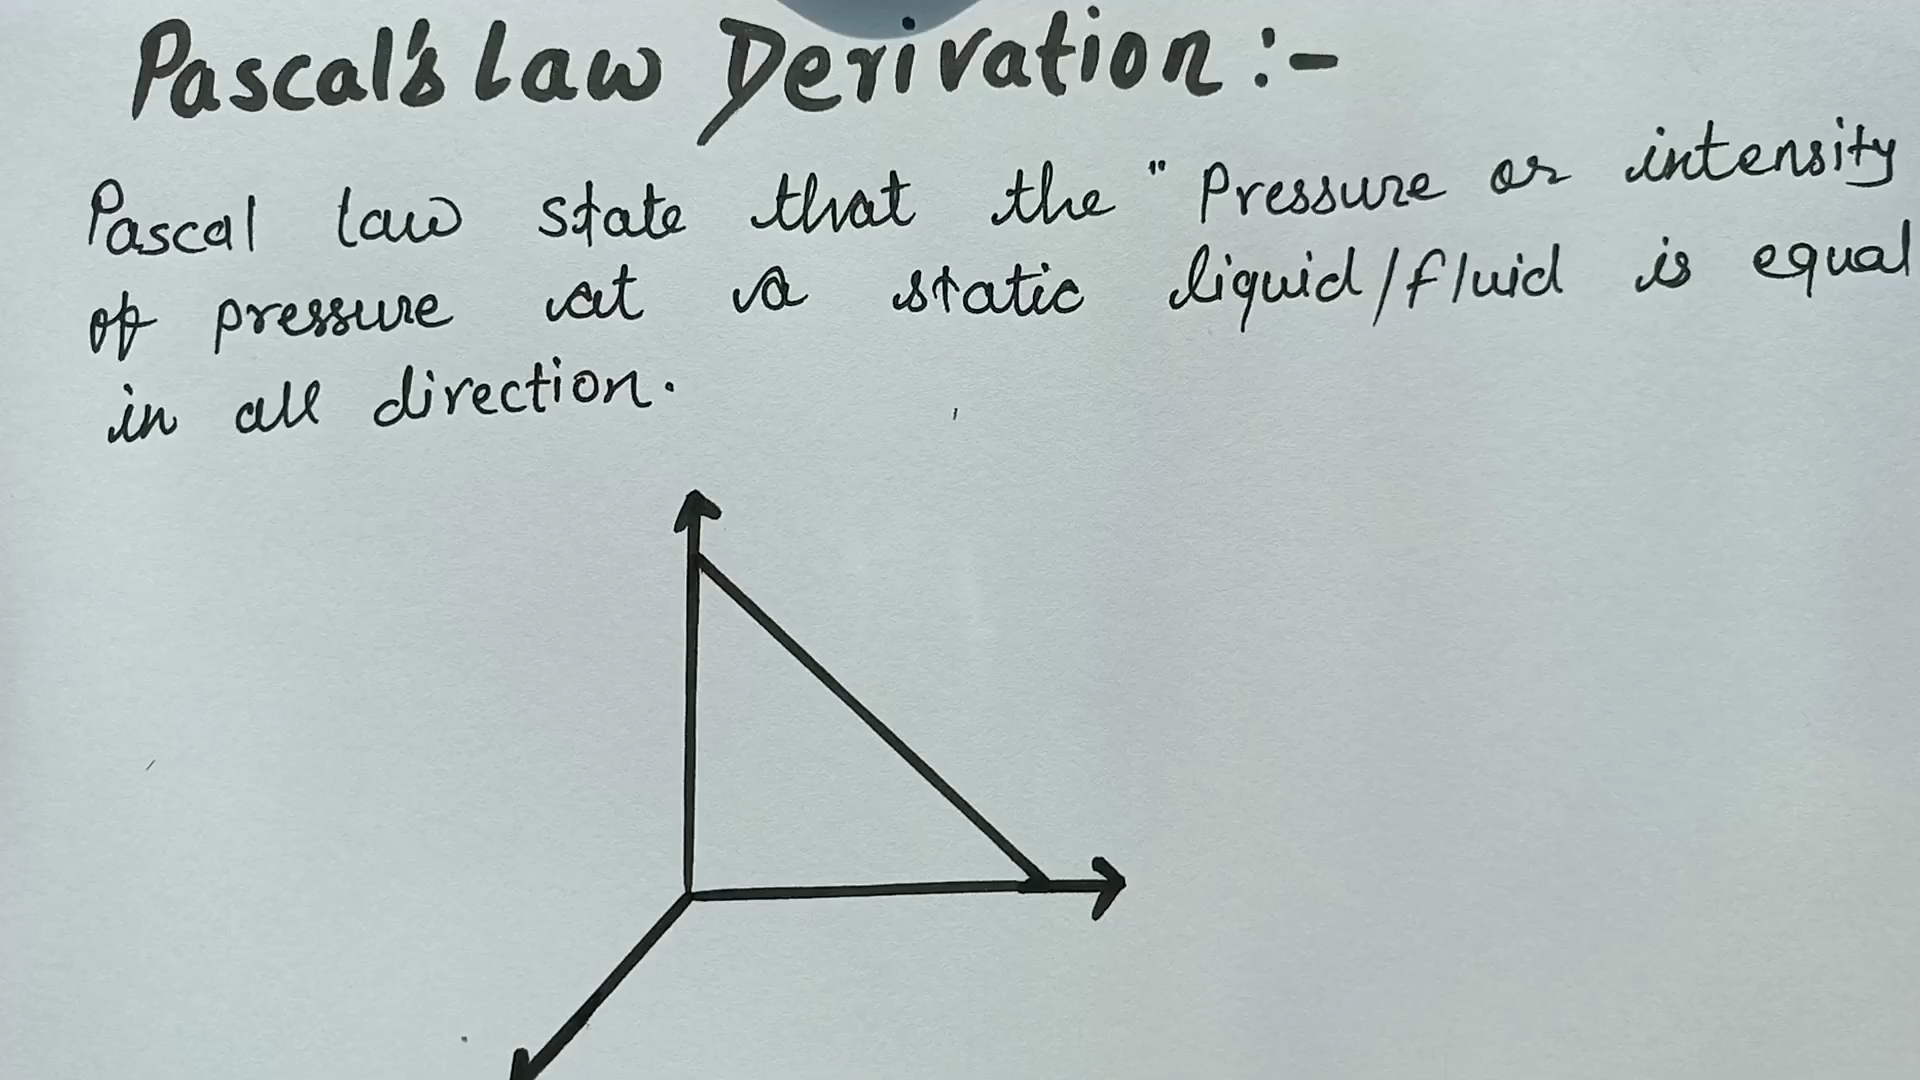 Pascal's Law Derivation :-
Pascal law state that the " Pressure or intensity
of pressure at a static liquid/fluid is equal
in all direction.